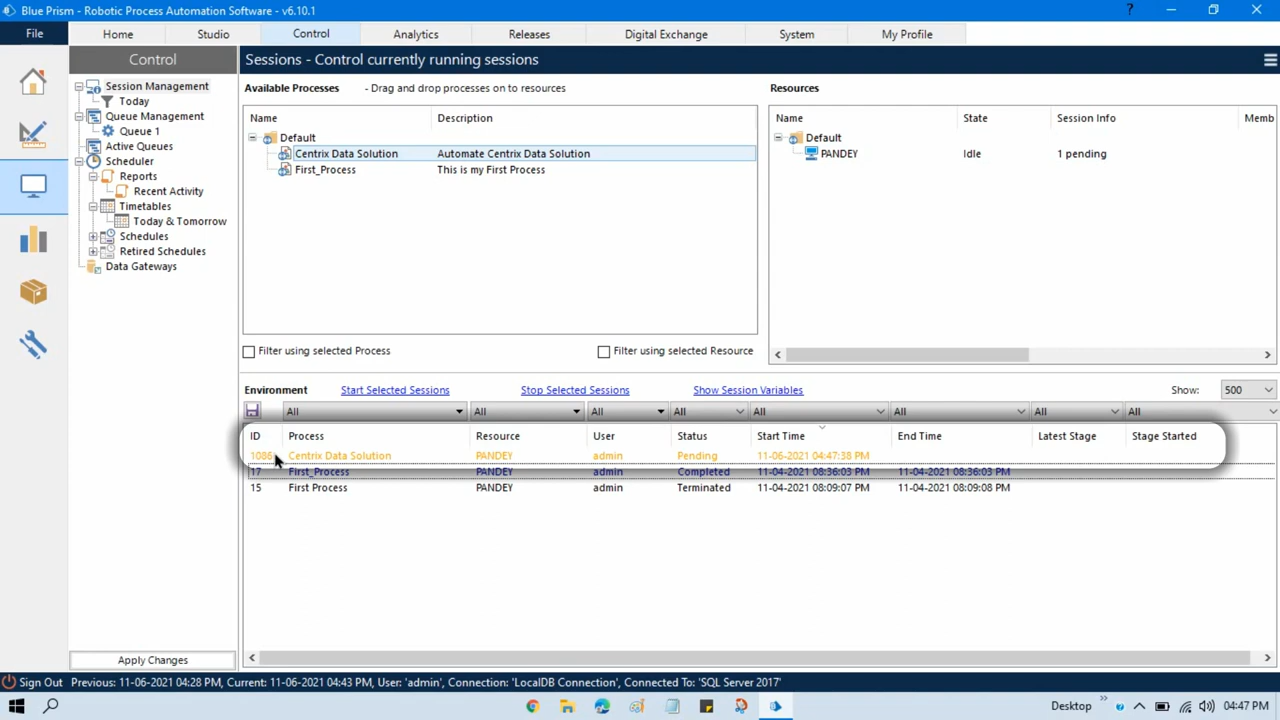 Blue Prism - Robotic Process Automation Software - v6.10.1
File Home Studio Control Analytics Releases Digital Exchange System My Profile
Control
Sessions - Control currently running sessions
Session Management
Today
Queue Management
Queue 1
Active Queues
Scheduler
Reports
Recent Activity
Timetables
Today & Tomorrow
Schedules
Retired Schedules
Data Gateways
Apply Changes
Available Processes - Drag and drop processes on to resources
Name Description
Default
Centrix Data Solution Automate Centrix Data Solution
First_Process This is my First Process
Resources
Name State Session Info Memb
Default
PANDEY Idle 1 pending
Filter using selected Process Filter using selected Resource
Environment Start Selected Sessions Stop Selected Sessions Show Session Variables Show: 500
All All All All All All All All
ID Process Resource User Status Start Time End Time Latest Stage Stage Started
Centrix Data Solution PANDEY admin Pending 11-06-2021 04:47:38 PM
17 First_Process PANDEY admin Completed 11-04-2021 08:36:03 PM 11-04-2021 08:36:03 PM
15 First Process PANDEY admin Terminated 11-04-2021 08:09:07 PM 11-04-2021 08:09:08 PM
Sign Out Previous: 11-06-2021 04:28 PM, Current: 11-06-2021 04:43 PM, User: 'admin', Connection: 'LocalDB Connection', Connected To: 'SQL Server 2017'
Desktop 04:47 PM